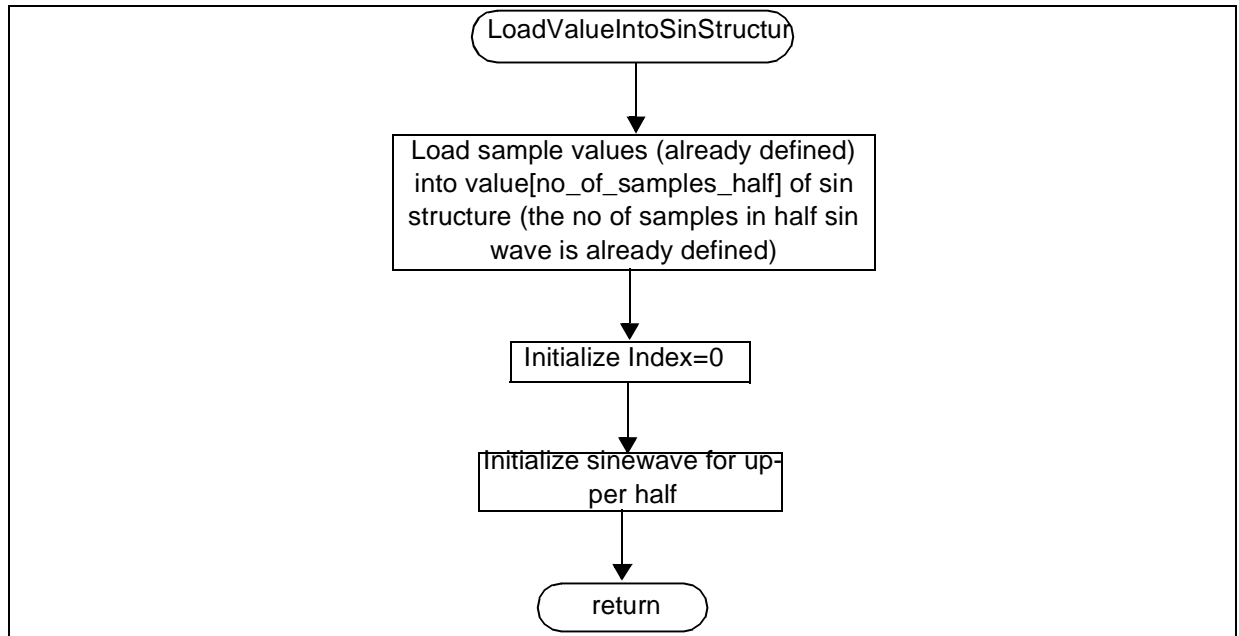 LoadValueIntoSinStructur
Load sample values (already defined)
into value[no_of_samples_half] of sin
structure (the no of samples in half sin
wave is already defined)
Initialize Index=0
Initialize sinewave for up-
per half
return